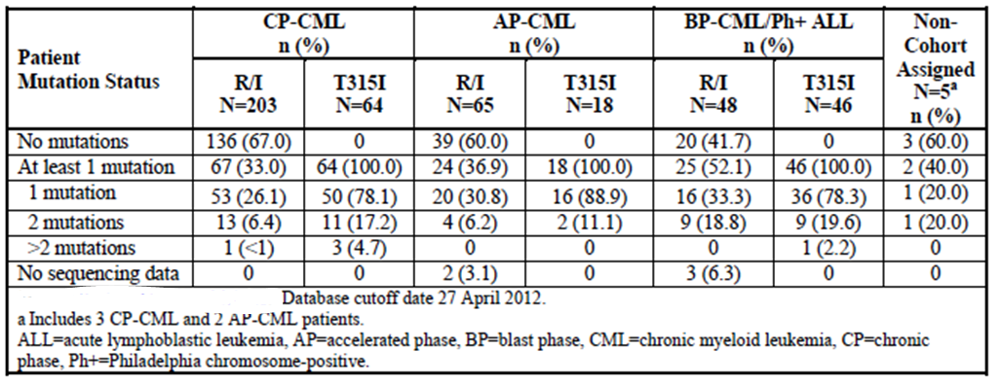 Patient Mutation Status CP-CML n (%) AP-CML n (%) BP-CML/Ph+ ALL n (%) Non-Cohort Assigned N=5a n (%)
R/I N=203 T315I N=64 R/I N=65 T315I N=18 R/I N=48 T315I N=46
No mutations 136 (67.0) 0 39 (60.0) 0 20 (41.7) 0 3 (60.0)
At least 1 mutation 67 (33.0) 64 (100.0) 24 (36.9) 18 (100.0) 25 (52.1) 46 (100.0) 2 (40.0)
1 mutation 53 (26.1) 50 (78.1) 20 (30.8) 16 (88.9) 16 (33.3) 36 (78.3) 1 (20.0)
2 mutations 13 (6.4) 11 (17.2) 4 (6.2) 2 (11.1) 9 (18.8) 9 (19.6) 1 (20.0)
>2 mutations 1 (<1) 3 (4.7) 0 0 0 1 (2.2) 0
No sequencing data 0 0 2 (3.1) 0 3 (6.3) 0 0
Database cutoff date 27 April 2012.
a Includes 3 CP-CML and 2 AP-CML patients.
ALL=acute lymphoblastic leukemia, AP=accelerated phase, BP=blast phase, CML=chronic myeloid leukemia, CP=chronic
phase, Ph+=Philadelphia chromosome-positive.